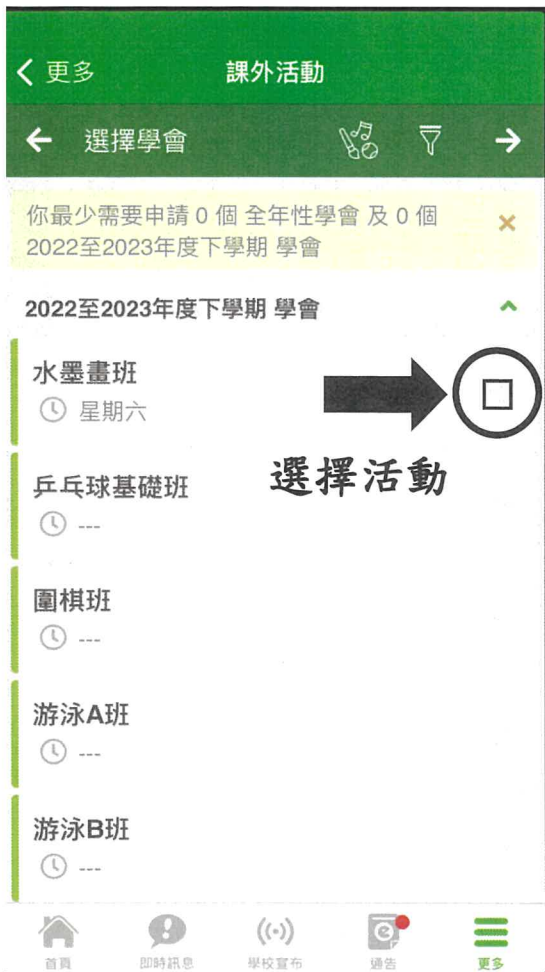 更多
課外活動
選擇學會
你最少需要申請 0 個 全年性學會 及 0 個
2022至2023年度下學期 學會
2022至2023年度下學期 學會
水墨畫班
星期六
選擇活動
乒乓球基礎班
---
圍棋班
---
游泳A班
---
游泳B班
---
首頁
即時訊息
學校宣布
通告
更多